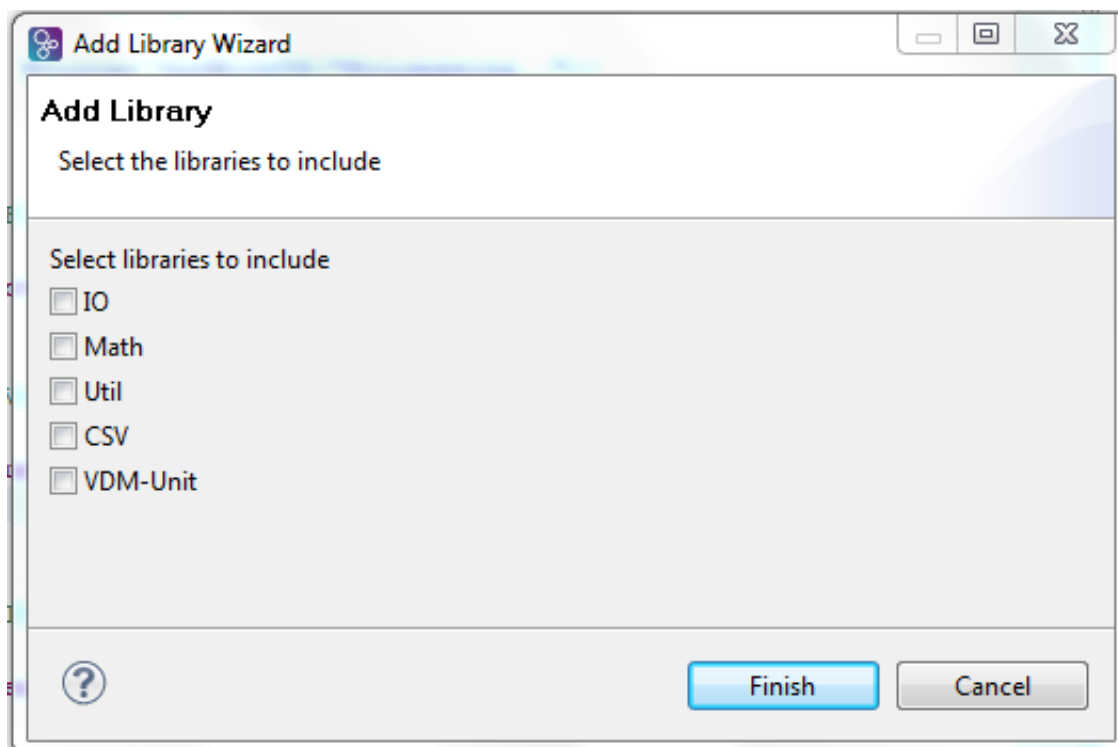 Add Library Wizard
Add Library
Select the libraries to include
Select libraries to include
IO
Math
Util
CSV
VDM-Unit
Finish Cancel